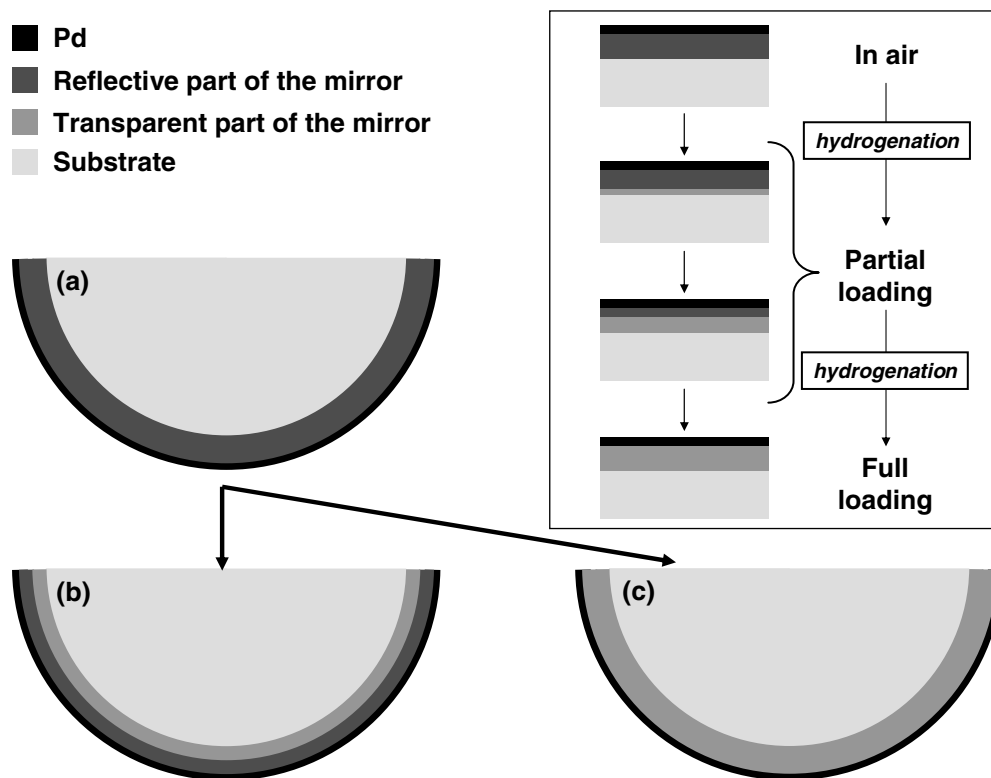 Pd
Reflective part of the mirror
Transparent part of the mirror
Substrate
In air
hydrogenation
Partial
loading
hydrogenation
Full
loading
(a)
(b)
(c)